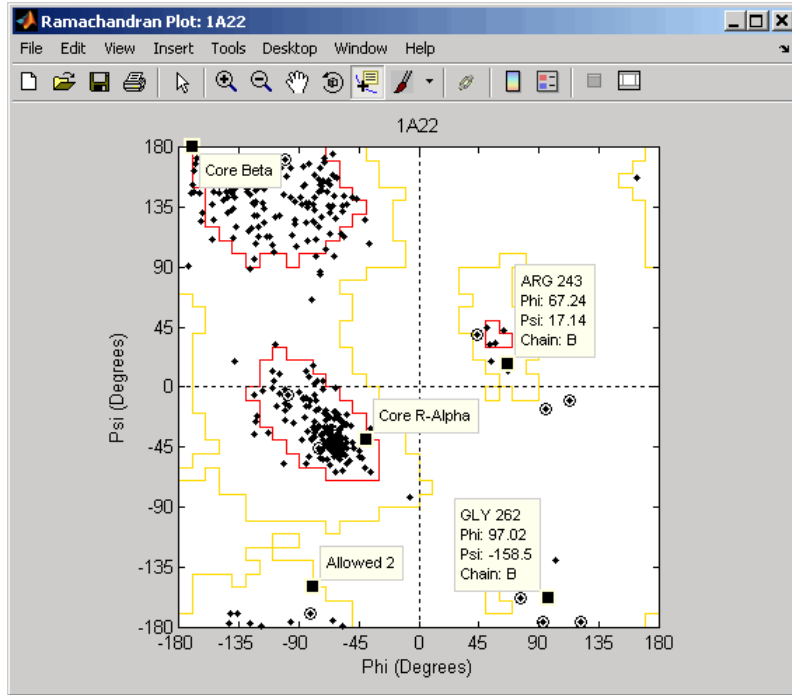 Ramachandran Plot: 1A22
File Edit View Insert Tools Desktop Window Help
1A22
180
135
90
45
0
-45
-90
-135
-180
Psi (Degrees)
Core Beta
ARG 243
Phi: 67.24
Psi: 17.14
Chain: B
Core R-Alpha
GLY 262
Phi: 97.02
Psi: -158.5
Chain: B
Allowed 2
-180 -135 -90 -45 0 45 90 135 180
Phi (Degrees)